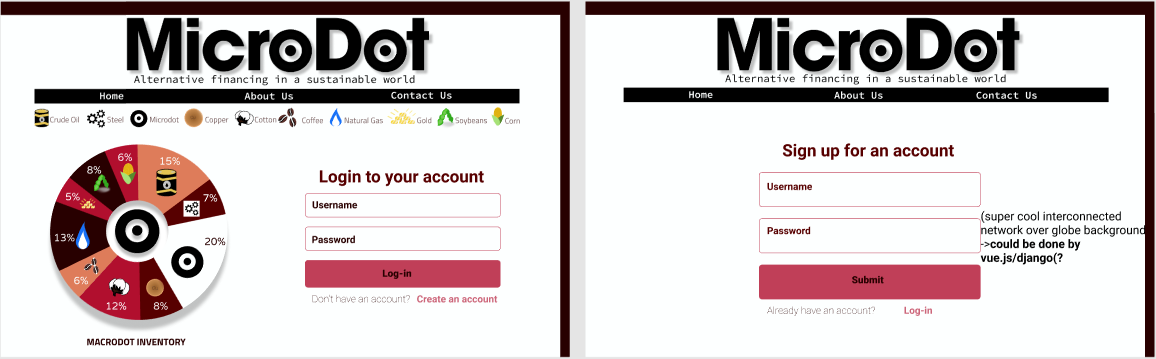 MicroDot
Alternative financing in a sustainable world
Home About Us Contact Us
Crude Oil Steel Microdot Copper Cotton Coffee Natural Gas Gold Soybeans Corn
6% 15%
8%
7%
5%
13% 20%
6%
12% 8%
MACRODOT INVENTORY
Login to your account
Username
Password
Log-in
Don't have an account? Create an account
MicroDot
Alternative financing in a sustainable world
Home About Us Contact Us
Sign up for an account
Username
Password
Submit
Already have an account? Log-in
(super cool interconnected
network over globe background
->could be done by
vue.js/django(?